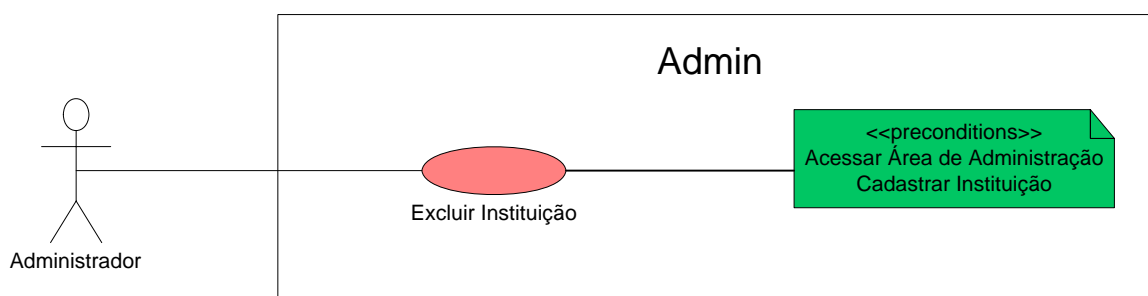 Admin
<<preconditions>>
Acessar Área de Administração
Cadastrar Instituição
Excluir Instituição
Administrador